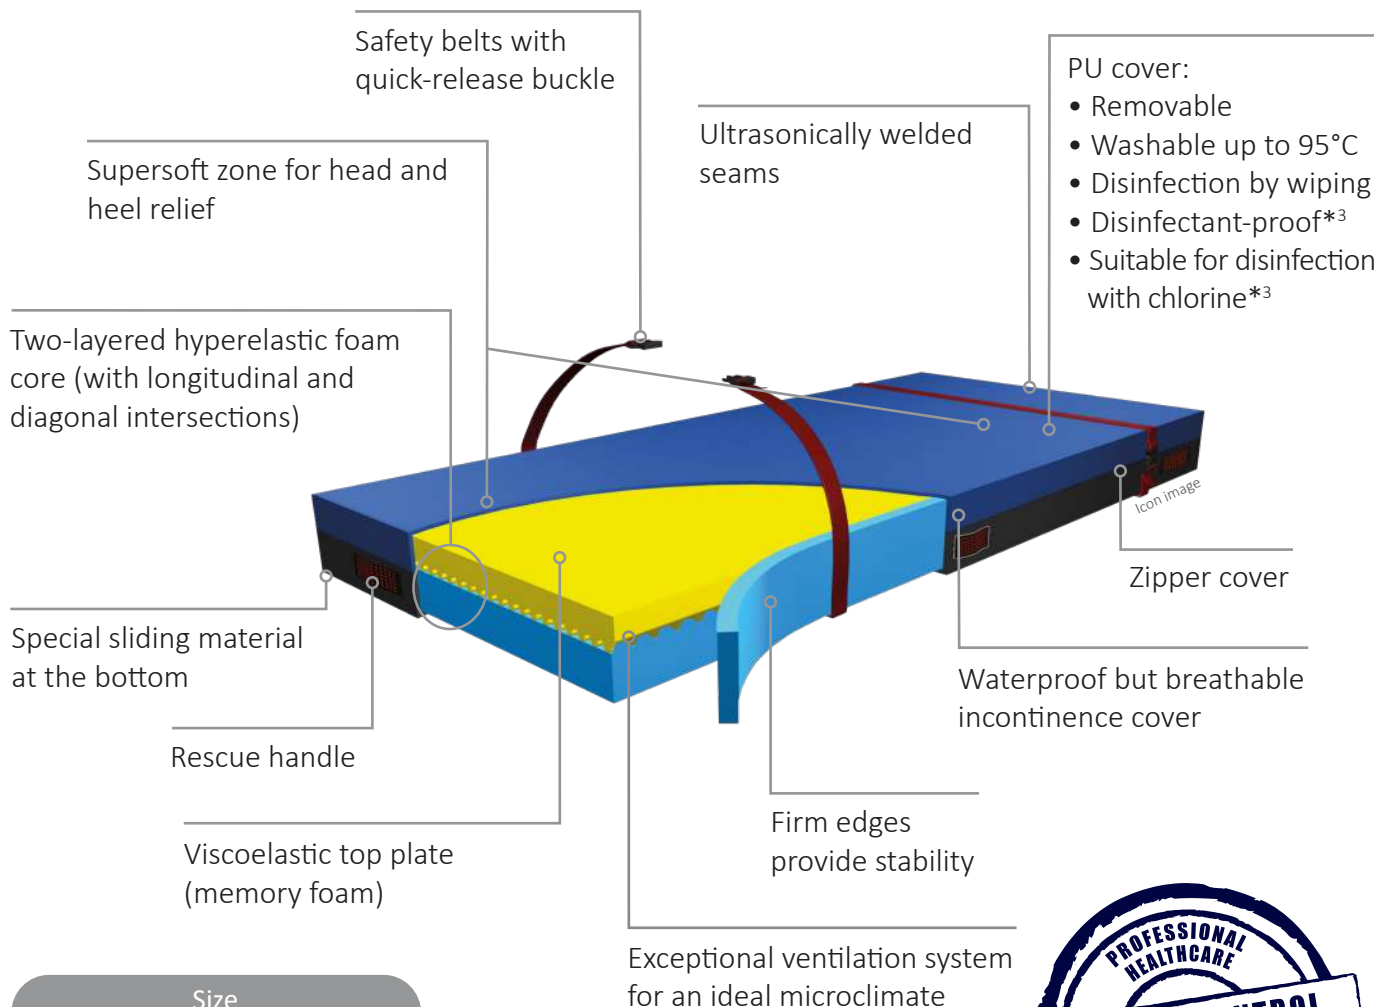 Safety belts with
quick-release buckle
PU cover:
• Removable
• Washable up to 95°C
• Disinfection by wiping
• Disinfectant-proof*³
• Suitable for disinfection
with chlorine*³
Ultrasonically welded
seams
Supersoft zone for head and
heel relief
Two-layered hyperelastic foam
core (with longitudinal and
diagonal intersections)
Icon image
Zipper cover
Special sliding material
at the bottom
Waterproof but breathable
incontinence cover
Rescue handle
Firm edges
provide stability
Viscoelastic top plate
(memory foam)
Exceptional ventilation system
for an ideal microclimate
PROFESSIONAL
HEALTHCARE
Size